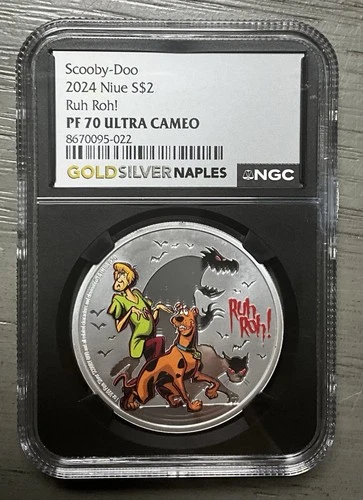 Scooby-Doo
2024 Niue S$2
Ruh Roh!
PF 70 ULTRA CAMEO
8670095-022
GOLDSILVERNAPLES
NGC
Ruh
Roh!